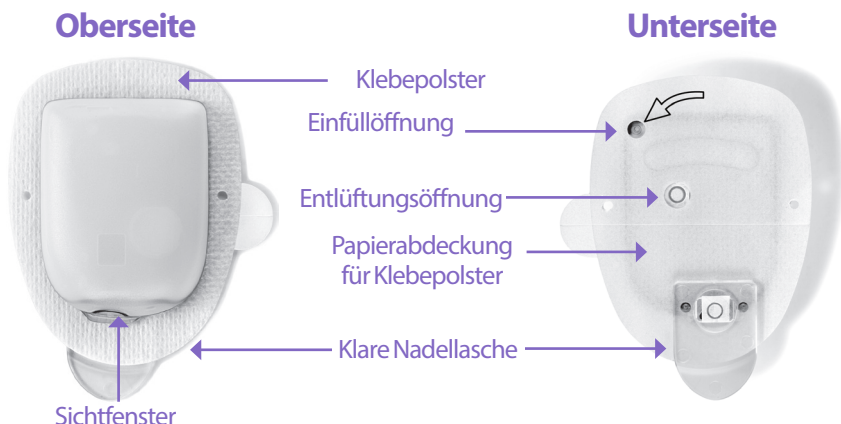 Oberseite
Unterseite
Klebepolster
Einfüllöffnung
Entlüftungsöffnung
Papierabdeckung
für Klebepolster
Klare Nadellasche
Sichtfenster